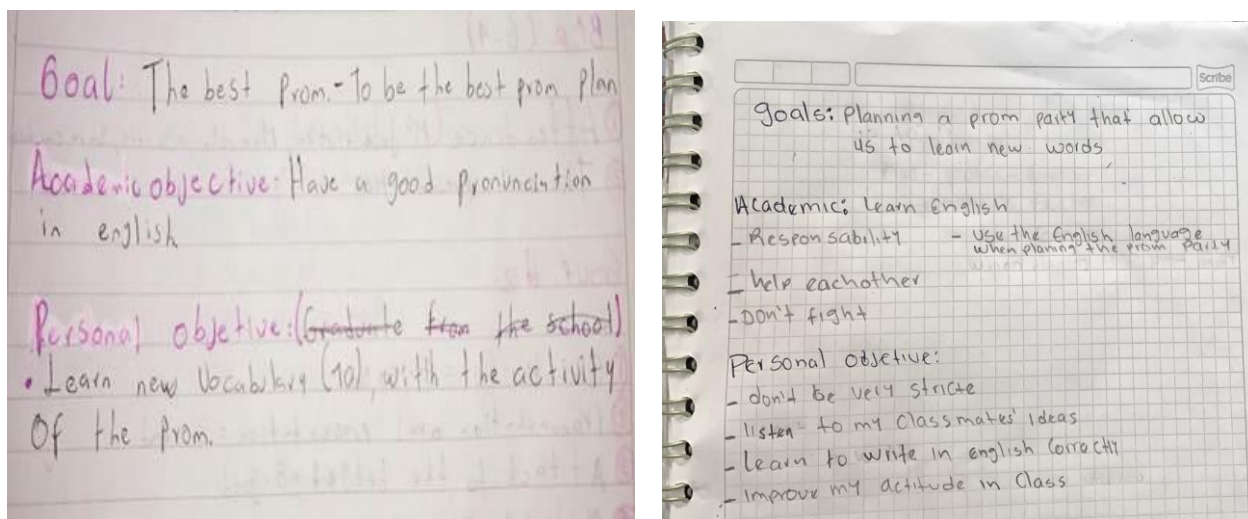 Goal: The best Prom.- To be the best prom plan
Academic objective: Have a good pronunciation
in english
Personal objetive: (Graduate from the school)
• Learn new Vocabulary (10) with the activity
Of the Prom.
Scribe
goals: Planning a prom party that allow
us to learn new words
Academic: Learn English
- Responsability - use the English language
when planing the prom Party
- help eachother
- Don't fight
Personal Objetive:
- don't be very stricte
- listen to my Classmates' ideas
- Learn to write in english Correctly
- improve my actitude in Class